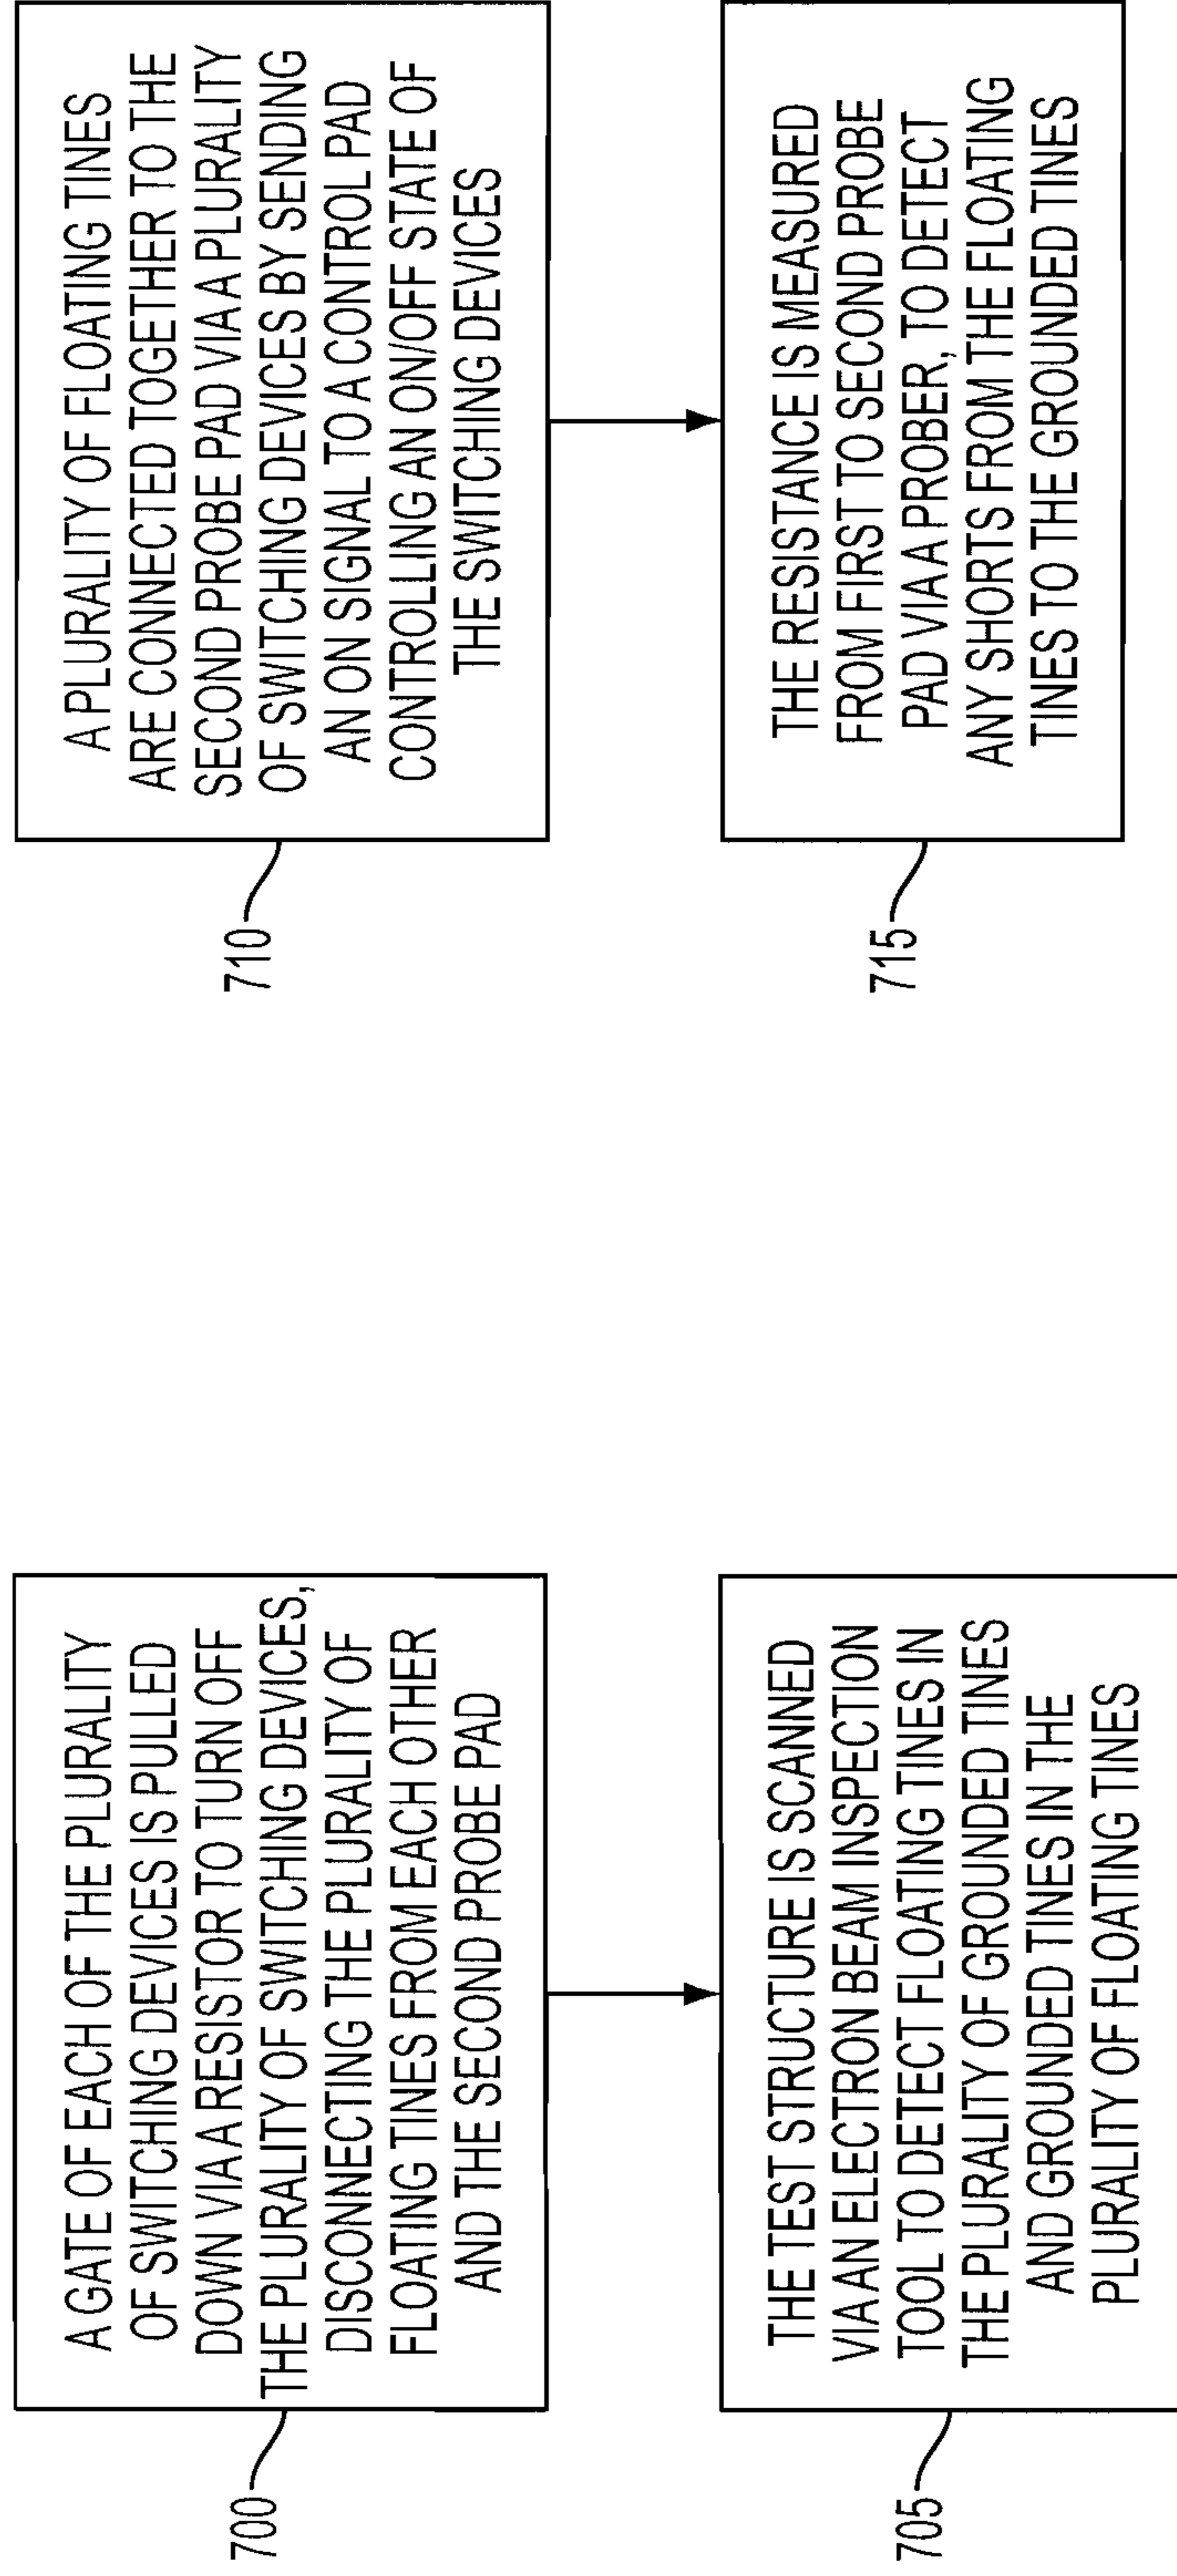 700
A GATE OF EACH OF THE PLURALITY
OF SWITCHING DEVICES IS PULLED
DOWN VIA A RESISTOR TO TURN OFF
THE PLURALITY OF SWITCHING DEVICES,
DISCONNECTING THE PLURALITY OF
FLOATING TINES FROM EACH OTHER
AND THE SECOND PROBE PAD
705
THE TEST STRUCTURE IS SCANNED
VIA AN ELECTRON BEAM INSPECTION
TOOL TO DETECT FLOATING TINES IN
THE PLURALITY OF GROUNDED TINES
AND GROUNDED TINES IN THE
PLURALITY OF FLOATING TINES
710
A PLURALITY OF FLOATING TINES
ARE CONNECTED TOGETHER TO THE
SECOND PROBE PAD VIA A PLURALITY
OF SWITCHING DEVICES BY SENDING
AN ON SIGNAL TO A CONTROL PAD
CONTROLLING AN ON/OFF STATE OF
THE SWITCHING DEVICES
715
THE RESISTANCE IS MEASURED
FROM FIRST TO SECOND PROBE
PAD VIA A PROBER, TO DETECT
ANY SHORTS FROM THE FLOATING
TINES TO THE GROUNDED TINES